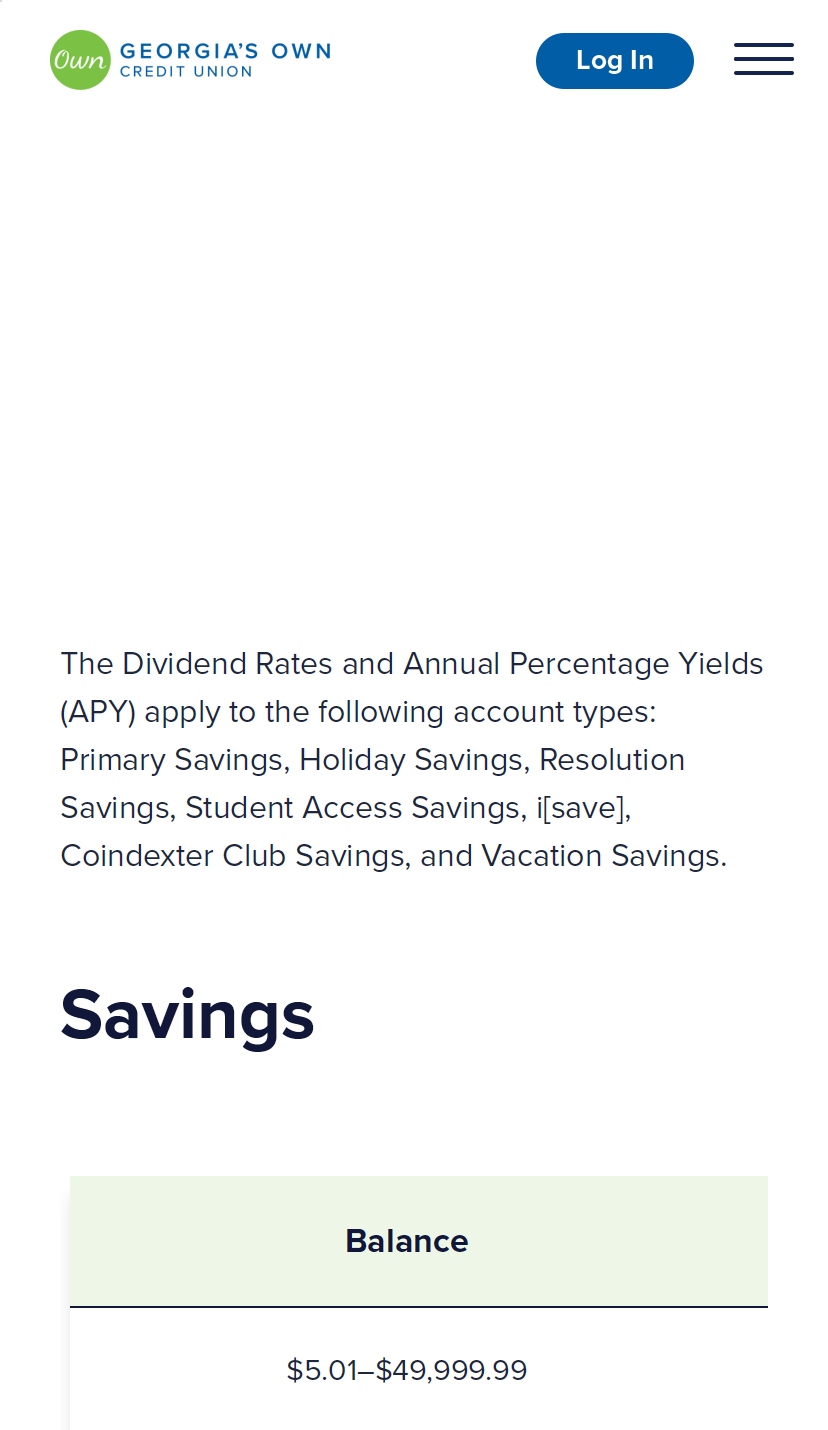 Own
GEORGIA'S OWN
CREDIT UNION
Log In
The Dividend Rates and Annual Percentage Yields
(APY) apply to the following account types:
Primary Savings, Holiday Savings, Resolution
Savings, Student Access Savings, i[save],
Coindexter Club Savings, and Vacation Savings.
Savings
Balance
$5.01–$49,999.99